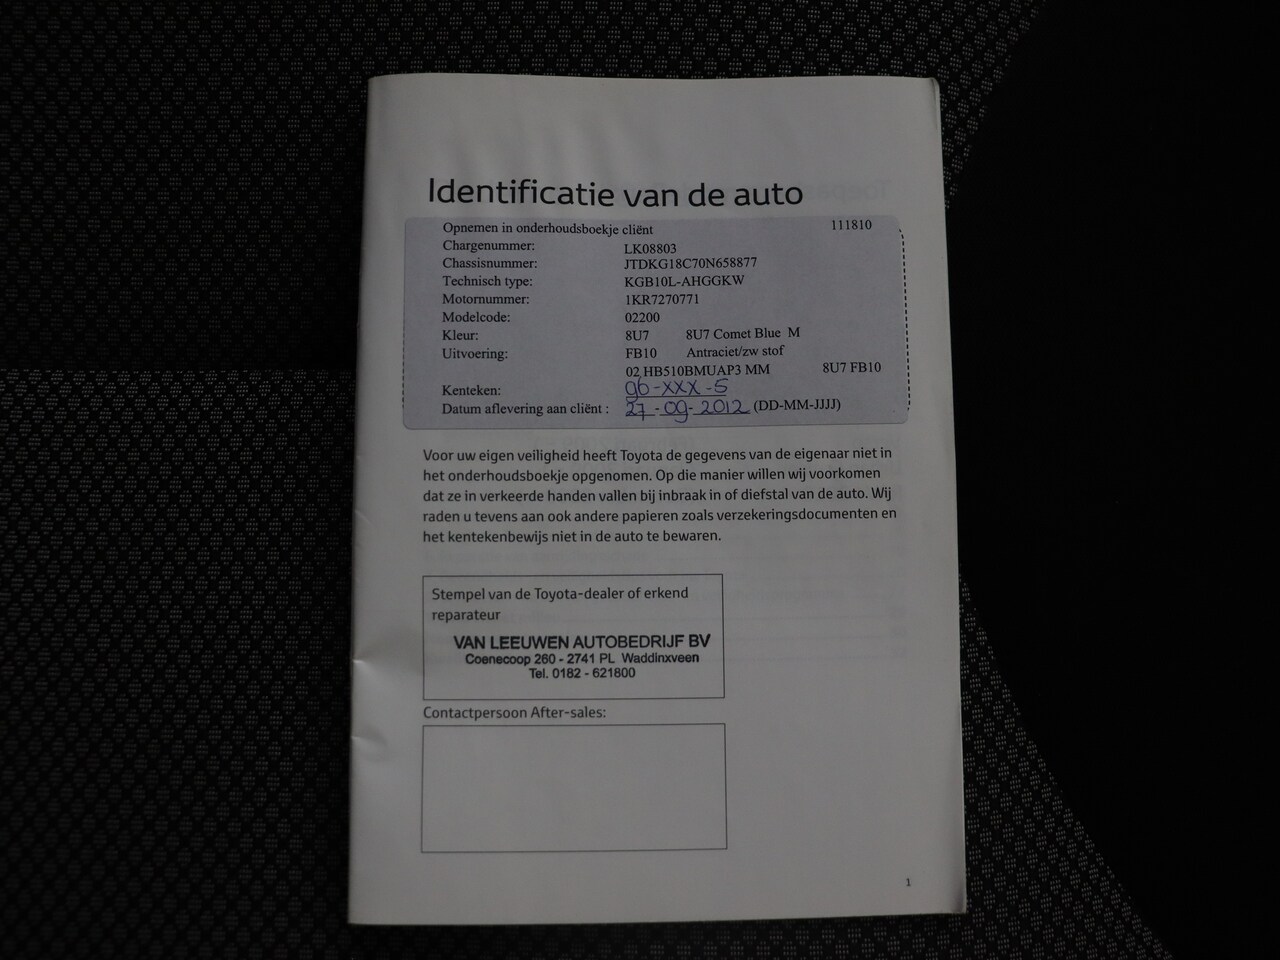 Identificatie van de auto
Opnemen in onderhoudsboekje cliënt 111810
Chargenummer: LK08803
Chassisnummer: JTDKG18C70N658877
Technisch type: KGB10L-AHGGKW
Motornummer: 1KR7270771
Modelcode: 02200
Kleur: 8U7 8U7 Comet Blue M
Uitvoering: FB10 Antraciet/zw stof
02 HB510BMUAP3 MM 8U7 FB10
Kenteken: 96-XXX-5
Datum aflevering aan cliënt : 27-09-2012 (DD-MM-JJJJ)
Voor uw eigen veiligheid heeft Toyota de gegevens van de eigenaar niet in
het onderhoudsboekje opgenomen. Op die manier willen wij voorkomen
dat ze in verkeerde handen vallen bij inbraak in of diefstal van de auto. Wij
raden u tevens aan ook andere papieren zoals verzekeringsdocumenten en
het kentekenbewijs niet in de auto te bewaren.
Stempel van de Toyota-dealer of erkend
reparateur
VAN LEEUWEN AUTOBEDRIJF BV
Coenecoop 260 - 2741 PL Waddinxveen
Tel. 0182 - 621800
Contactpersoon After-sales:
1